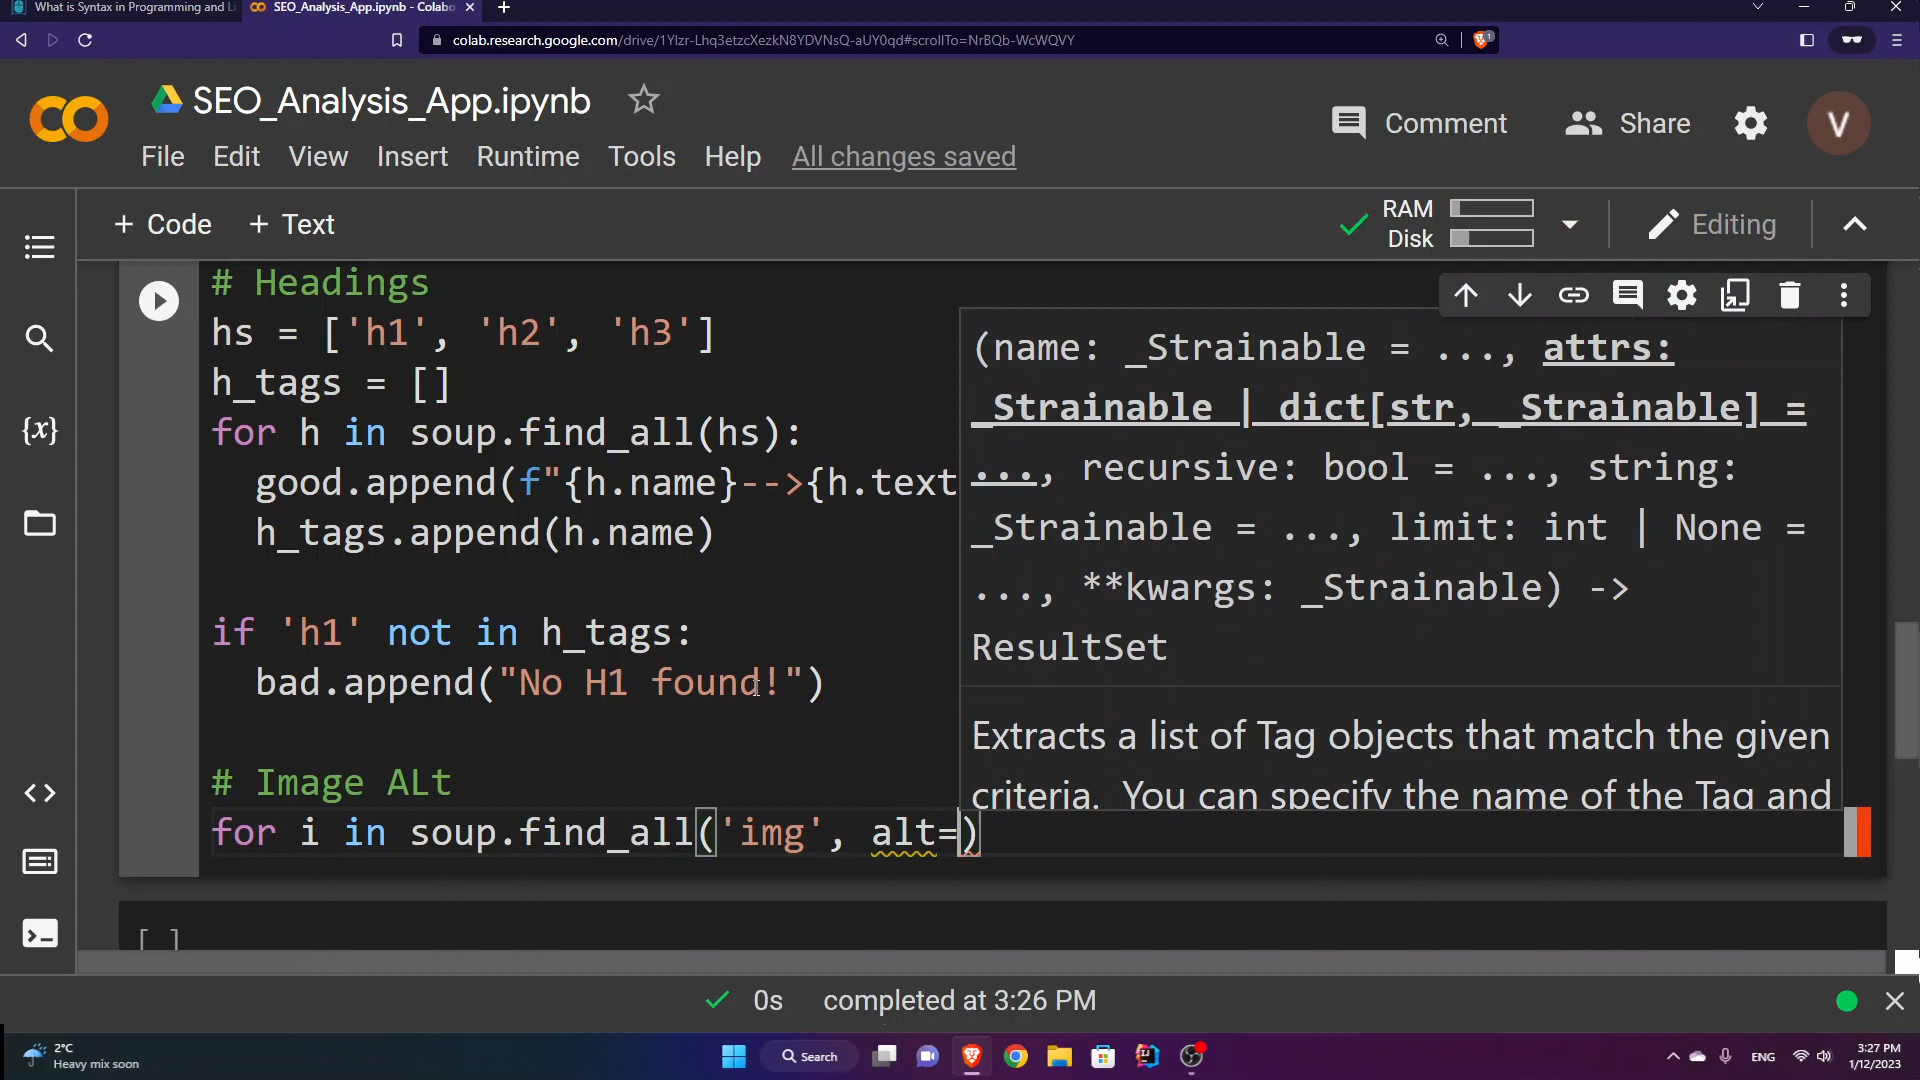 What is Syntax in Programming and Li
SEO_Analysis_App.ipynb - Colabo
colab.research.google.com/drive/1Ylzr-Lhq3etzcXezkN8YDVNsQ-aUY0qd#scrollTo=NrBQb-WcWQVY
1
SEO_Analysis_App.ipynb
Comment
Share
V
File Edit View Insert Runtime Tools Help All changes saved
+ Code + Text
RAM
Disk
Editing
# Headings
hs = ['h1', 'h2', 'h3']
h_tags = []
for h in soup.find_all(hs):
good.append(f"{h.name}-->{h.text
h_tags.append(h.name)
if 'h1' not in h_tags:
bad.append("No H1 found!")
# Image ALt
for i in soup.find_all('img', alt=)
(name: _Strainable = ..., attrs:
_Strainable | dict[str, _Strainable] =
..., recursive: bool = ..., string:
_Strainable = ..., limit: int | None =
..., **kwargs: _Strainable) ->
ResultSet
Extracts a list of Tag objects that match the given
criteria. You can specify the name of the Tag and
[ ]
0s completed at 3:26 PM
2°C
Heavy mix soon
Search
ENG
3:27 PM
1/12/2023